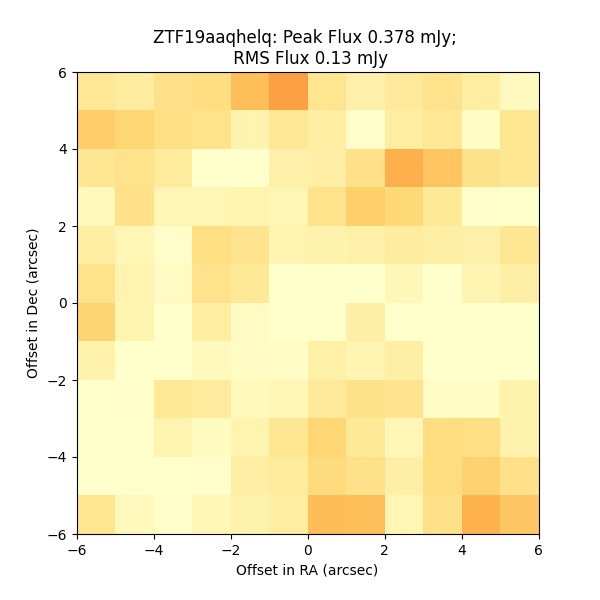 ZTF19aaqhelq: Peak Flux 0.378 mJy;
RMS Flux 0.13 mJy
6
4
2
0
−2
−4
−6
Offset in Dec (arcsec)
−6 −4 −2 0 2 4 6
Offset in RA (arcsec)